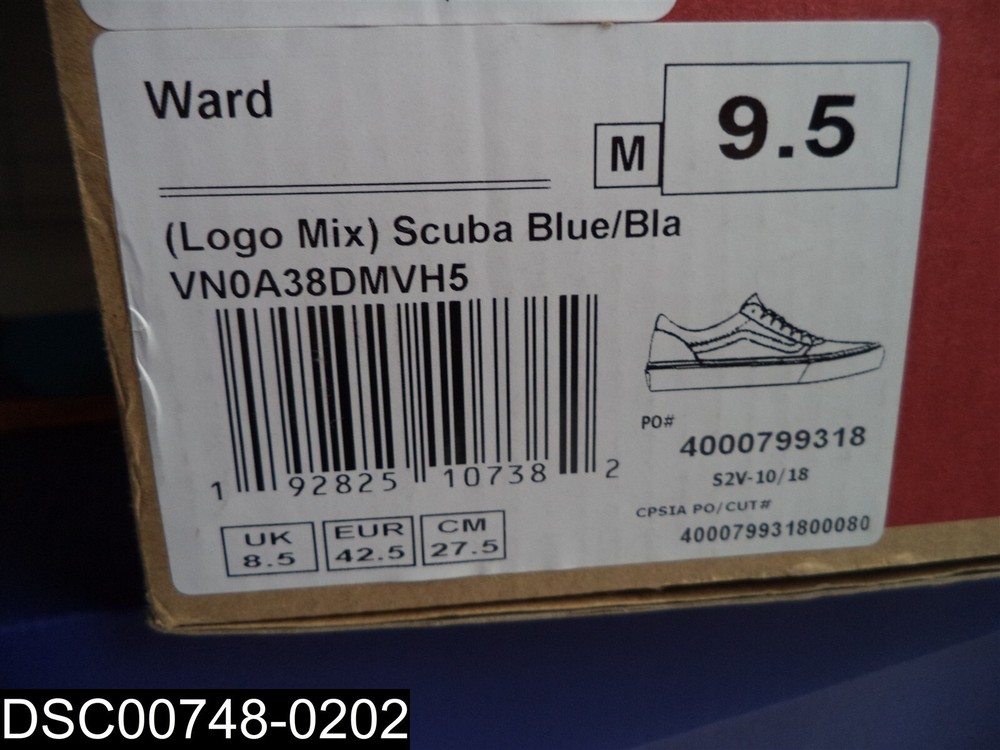 Ward
M
9.5
(Logo Mix) Scuba Blue/Bla
VN0A38DMVH5
1 92825 10738 2
PO#
4000799318
S2V-10/18
CPSIA PO/CUT#
400079931800080
UK
8.5
EUR
42.5
CM
27.5
DSC00748-0202